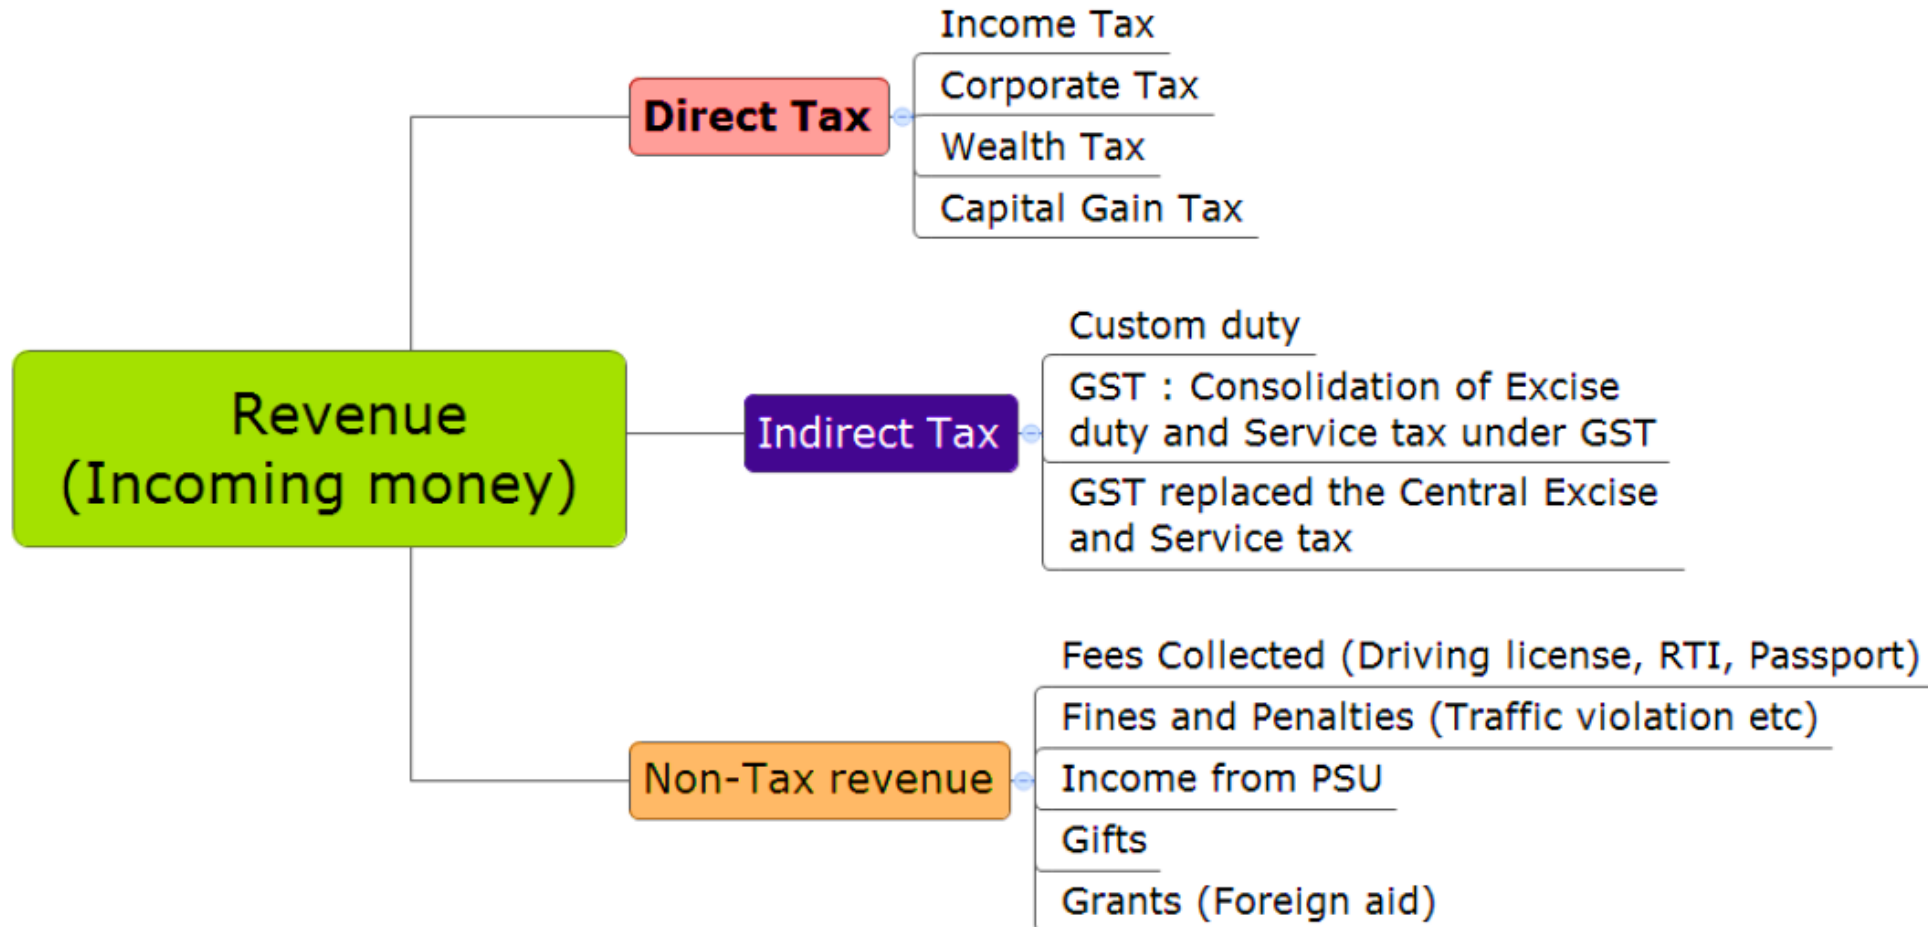 Income Tax
Corporate Tax
Direct Tax
Wealth Tax
Capital Gain Tax
Custom duty
GST : Consolidation of Excise
duty and Service tax under GST
Revenue
(Incoming money)
Indirect Tax
GST replaced the Central Excise
and Service tax
Fees Collected (Driving license, RTI, Passport)
Fines and Penalties (Traffic violation etc)
Non-Tax revenue
Income from PSU
Gifts
Grants (Foreign aid)